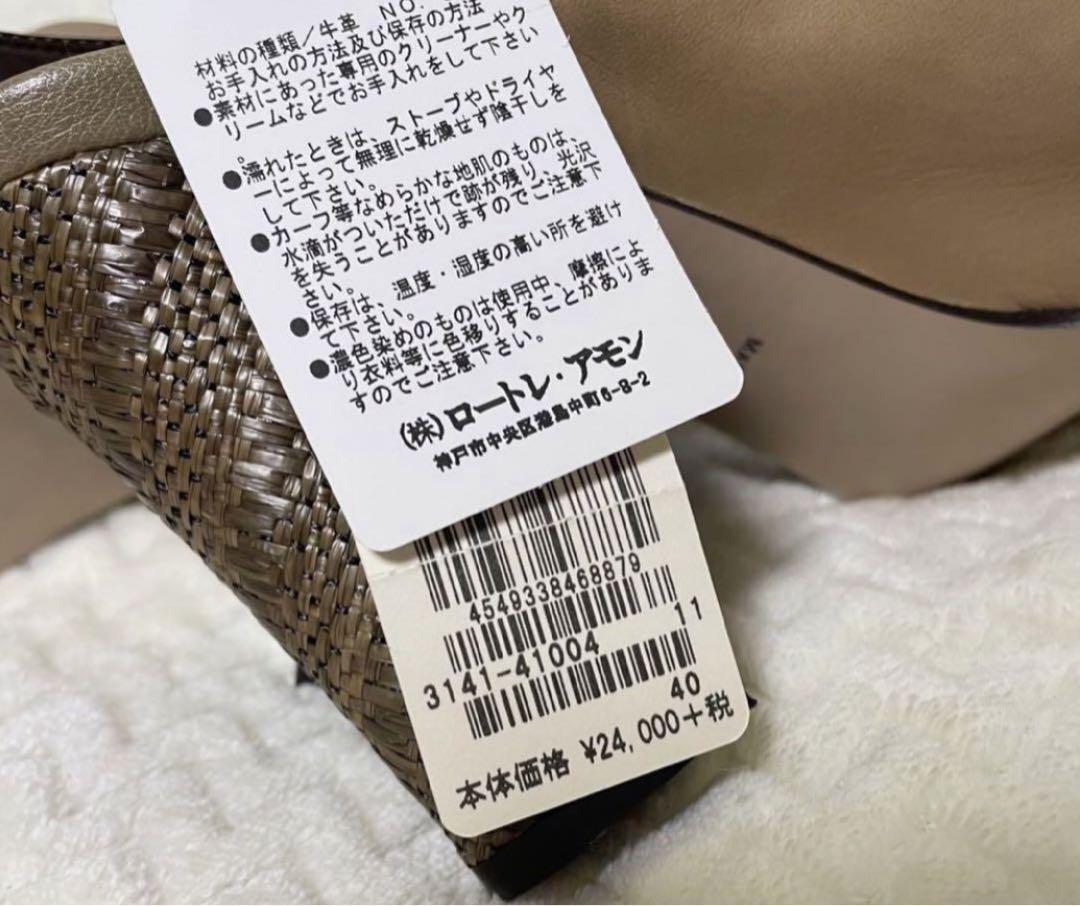 材料の種類/牛革 NO.
お手入れの方法及び保存の方法
●素材にあった専用のクリーナーやク
リームなどでお手入れをして下さい
。
●濡れたときは、ストーブやドライヤ
ーによって無理に乾燥せず陰干しを
して下さい。
●カーフ等なめらかな地肌のものは、
水滴がついただけで跡が残り、光沢
を失うことがありますのでご注意下
さい。
●保存は、温度・湿度の高い所を避け
て下さい。
●濃色染めのものは使用中、摩擦によ
り衣料等に色移りすることがありま
すのでご注意下さい。
(株)ロートレ・アモン
神戸市中央区港島中町6-8-2
4549338468879
11
3141-41004
40
本体価格 ¥24,000+税